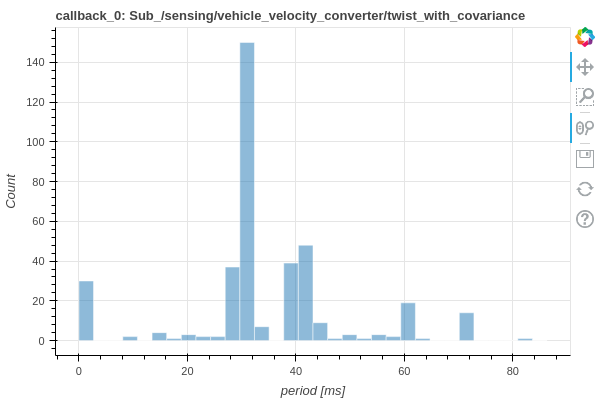 callback_0: Sub_/sensing/vehicle_velocity_converter/twist_with_covariance
140
120
100
80
60
40
20
0
Count
0 20 40 60 80
period [ms]